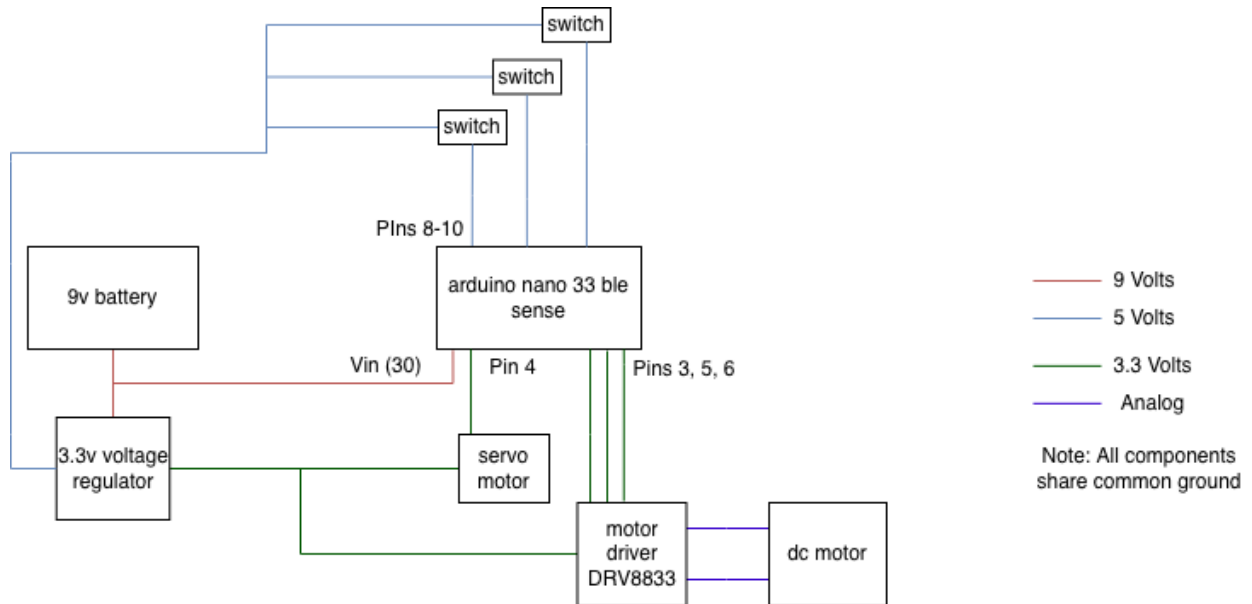 switch
switch
switch
PIns 8-10
9v battery
arduino nano 33 ble
sense
Vin (30)
Pin 4
Pins 3, 5, 6
3.3v voltage
regulator
servo
motor
motor
driver
DRV8833
dc motor
9 Volts
5 Volts
3.3 Volts
Analog
Note: All components
share common ground